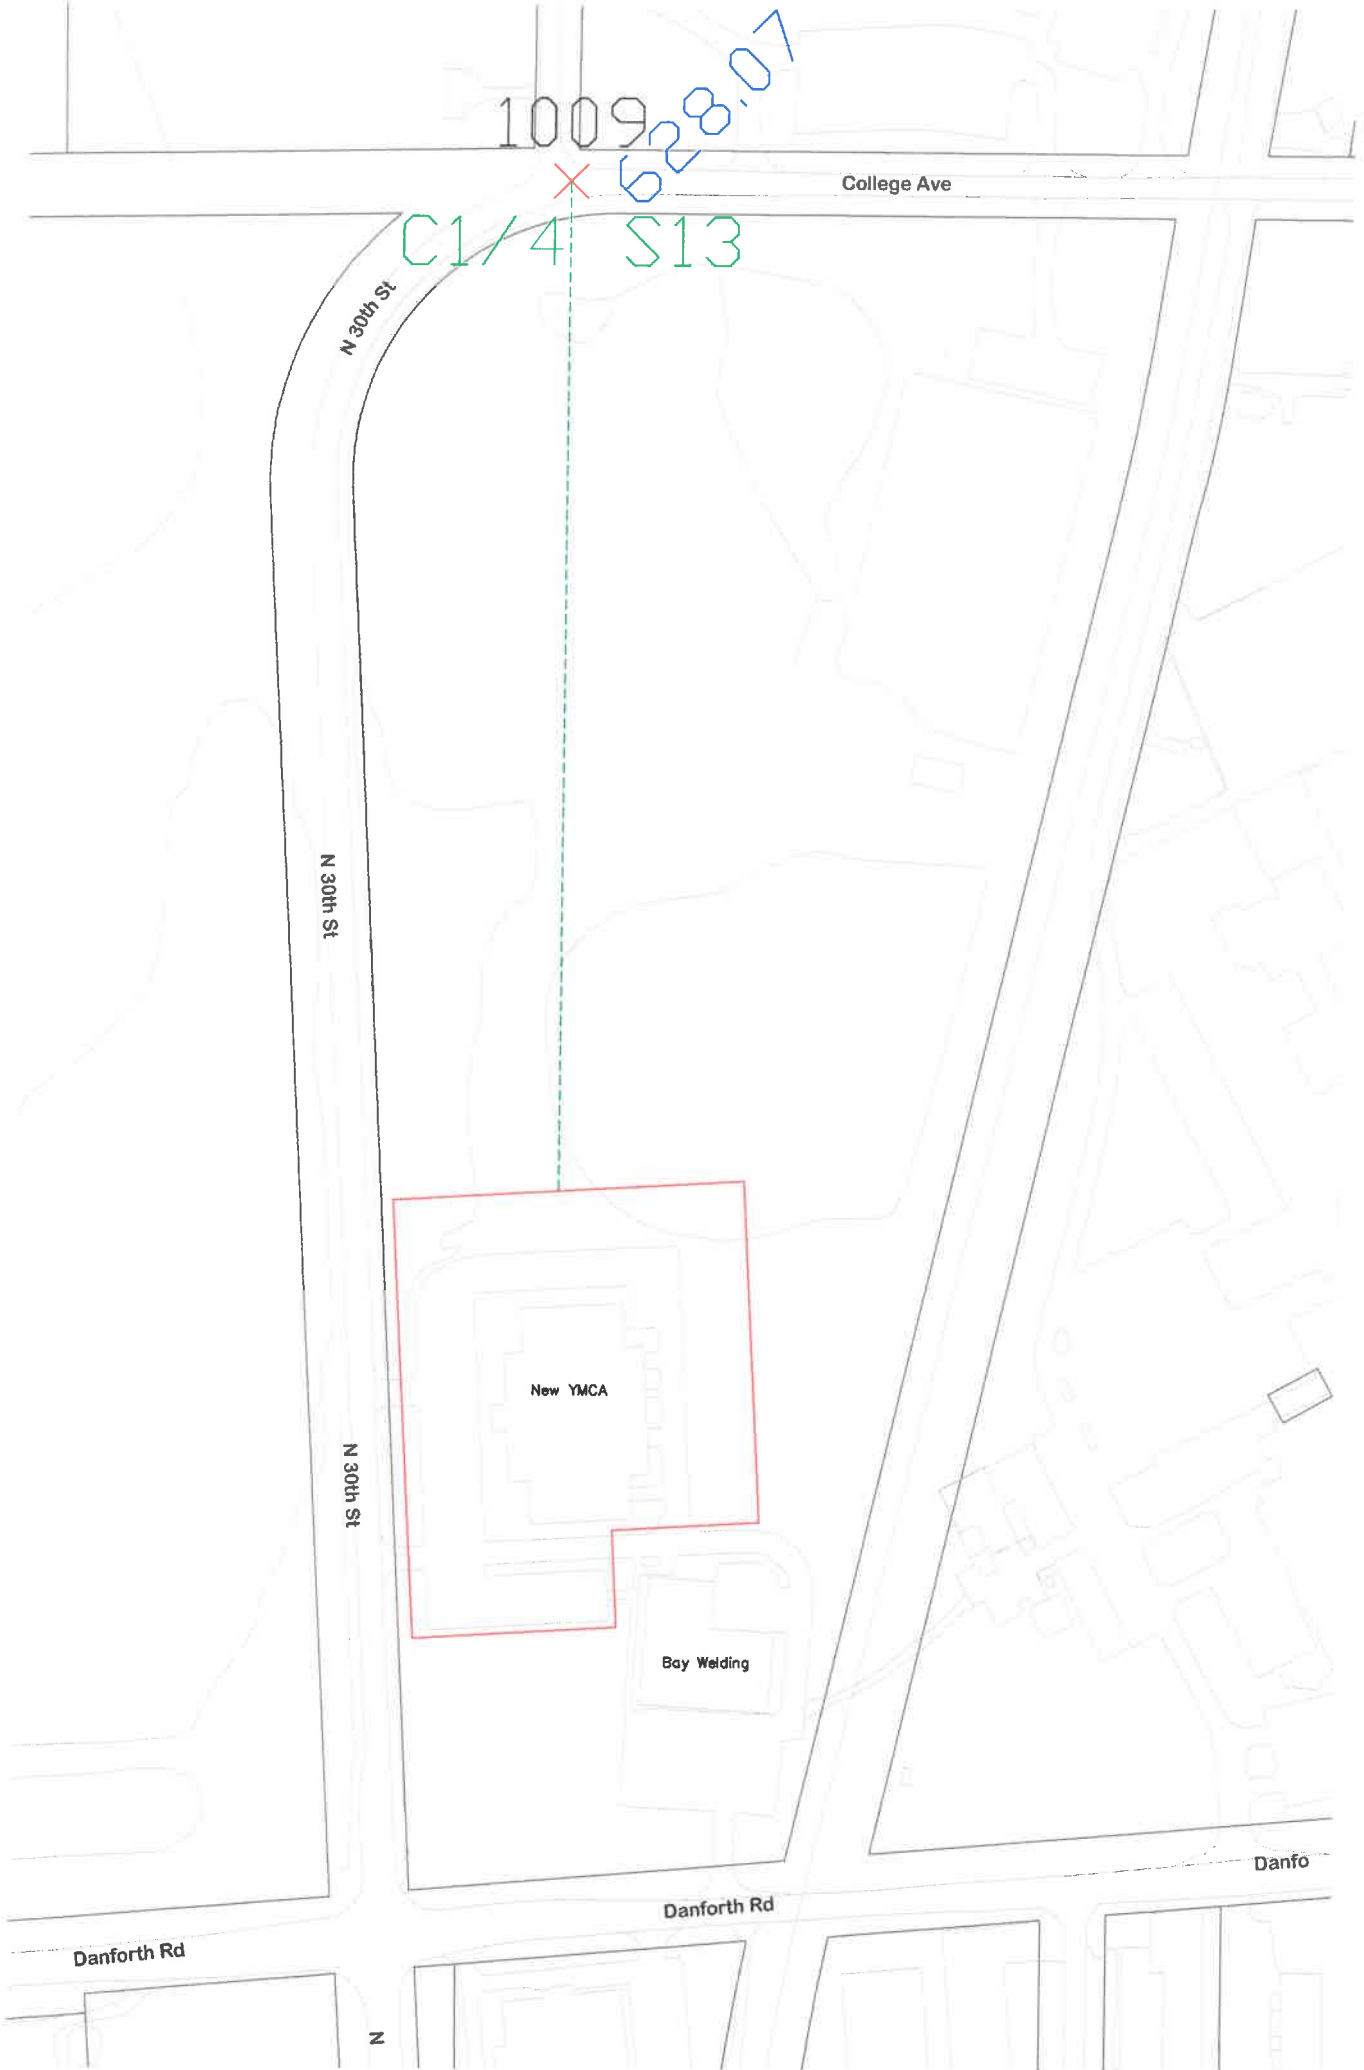 1009
628.07
College Ave
C1/4 S13
N 30th St
N 30th St
New YMCA
N 30th St
Bay Welding
Danfo
Danforth Rd
Danforth Rd
N